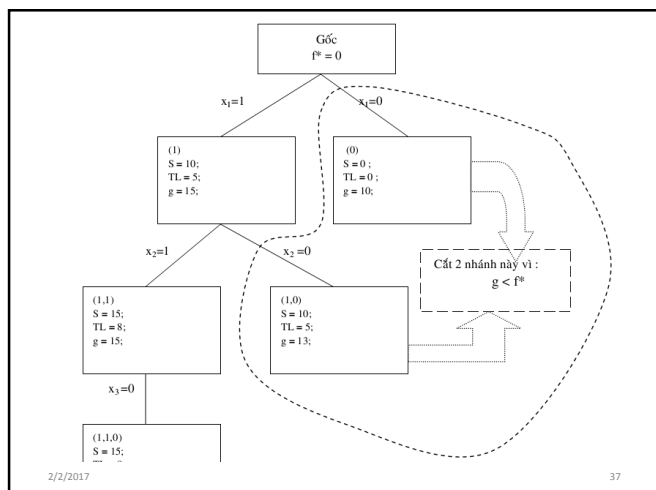 Gốc
f* = 0
x₁=1
x₁=0
(1)
S = 10;
TL = 5;
g = 15;
(0)
S = 0 ;
TL = 0 ;
g = 10;
x₂=1
x₂ =0
Cắt 2 nhánh này vì :
g < f*
(1,1)
S = 15;
TL = 8;
g = 15;
(1,0)
S = 10;
TL = 5;
g = 13;
x₃=0
(1,1,0)
S = 15;
2/2/2017
37